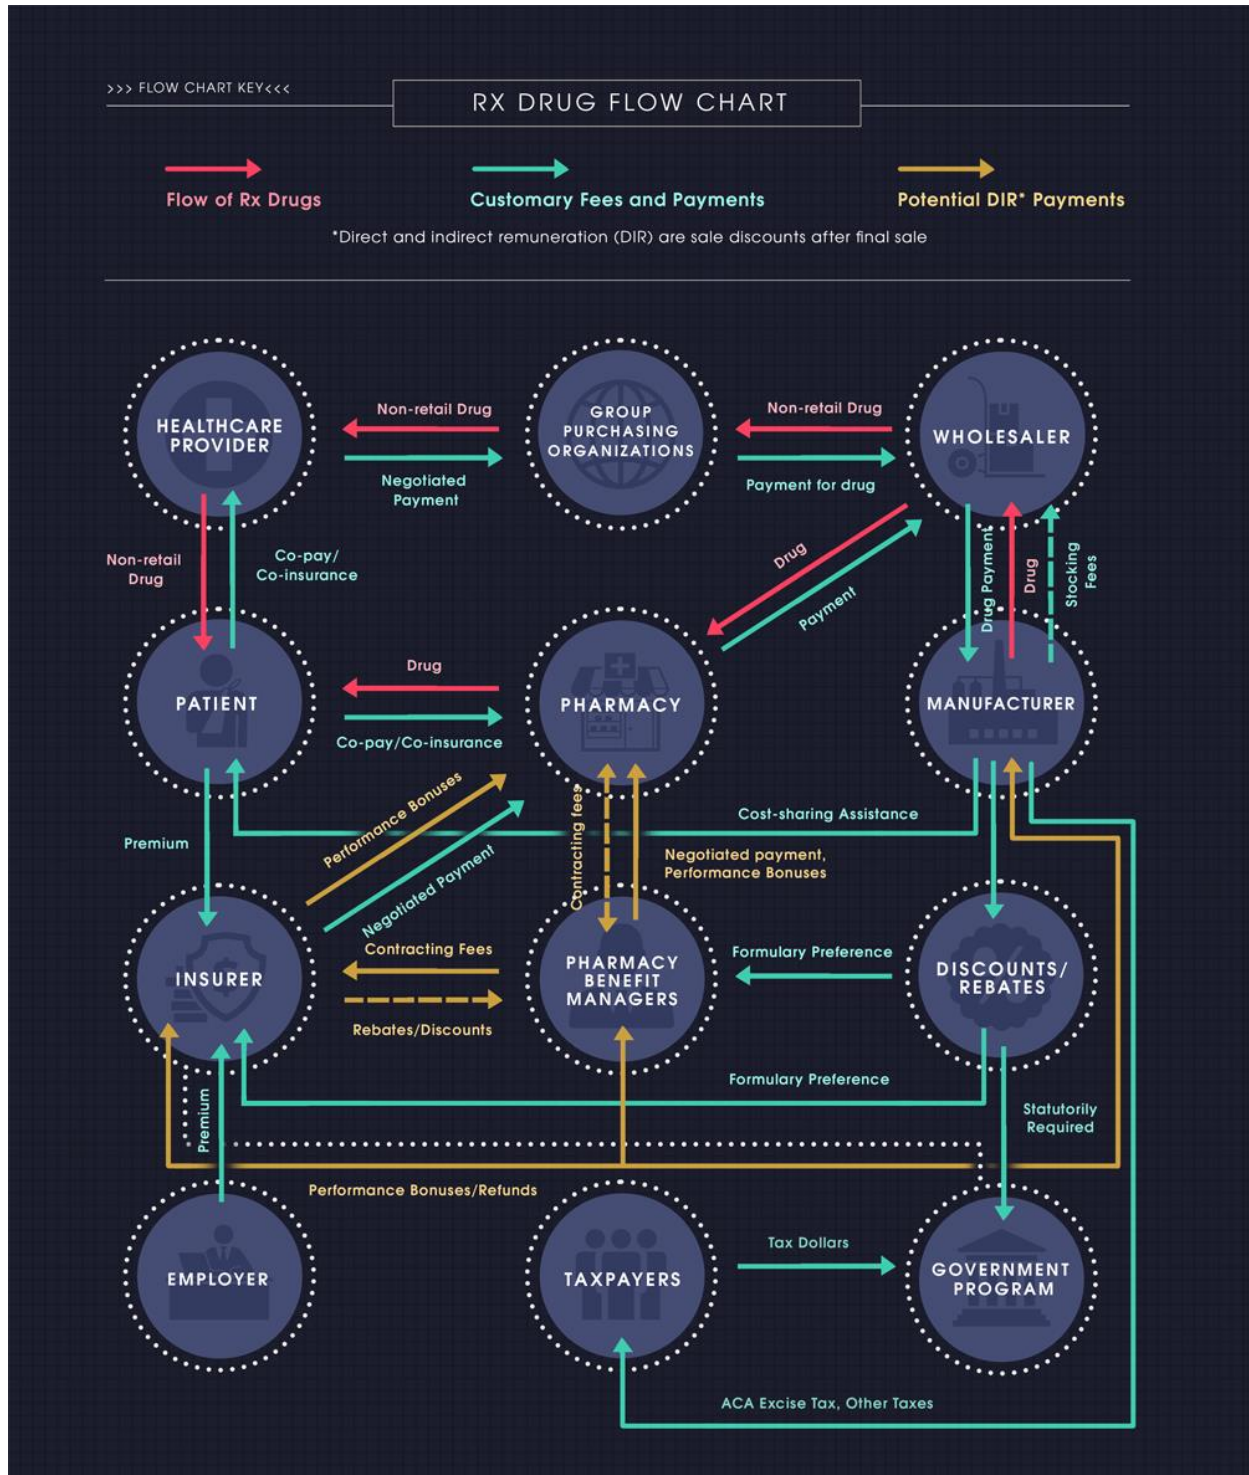 >>> FLOW CHART KEY<<<
RX DRUG FLOW CHART
Flow of Rx Drugs
Customary Fees and Payments
Potential DIR* Payments
*Direct and indirect remuneration (DIR) are sale discounts after final sale
HEALTHCARE
PROVIDER
Non-retail Drug
Negotiated
Payment
GROUP
PURCHASING
ORGANIZATIONS
Non-retail Drug
Payment for drug
WHOLESALER
Non-retail
Drug
Co-pay/
Co-insurance
Drug
Payment
Drug Payment
Drug
Stocking
Fees
PATIENT
Drug
Co-pay/Co-insurance
PHARMACY
MANUFACTURER
Premium
Performance Bonuses
Negotiated Payment
Contracting fees
Cost-sharing Assistance
Negotiated payment,
Performance Bonuses
INSURER
Contracting Fees
Rebates/Discounts
PHARMACY
BENEFIT
MANAGERS
Formulary Preference
DISCOUNTS/
REBATES
Formulary Preference
Premium
Statutorily
Required
Performance Bonuses/Refunds
EMPLOYER
TAXPAYERS
Tax Dollars
GOVERNMENT
PROGRAM
ACA Excise Tax, Other Taxes